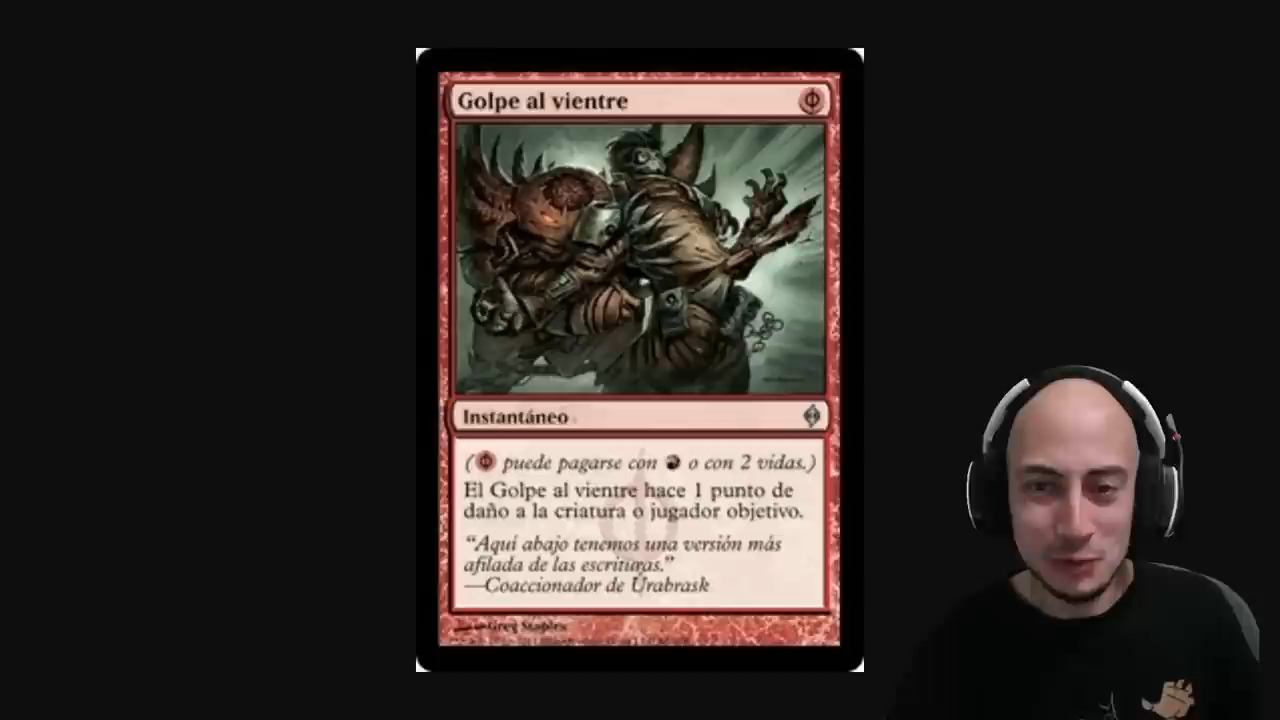 Golpe al vientre
Instantáneo
( puede pagarse con o con 2 vidas.)
El Golpe al vientre hace 1 punto de
daño a la criatura o jugador objetivo.
“Aquí abajo tenemos una versión más
afilada de las escrituras.”
—Coaccionador de Urabrask
Greg Staples